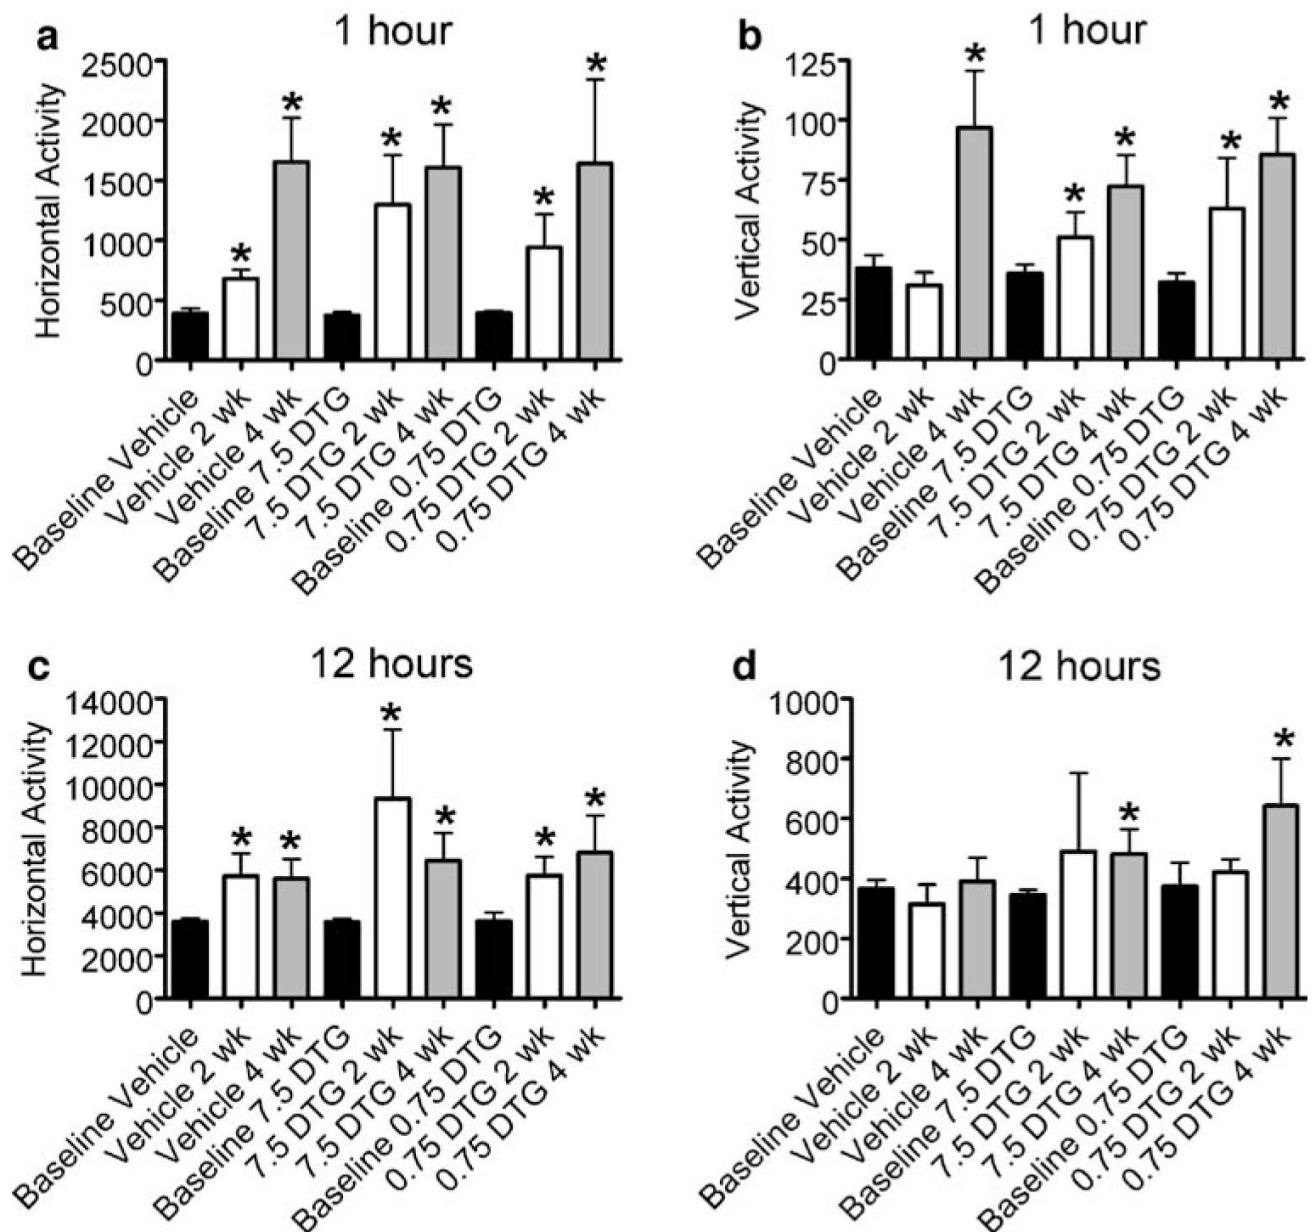 a
1 hour
Horizontal Activity
2500
2000
1500
1000
500
0
*
*
*
*
*
*
Baseline Vehicle
Vehicle 2 wk
Vehicle 4 wk
Baseline 7.5 DTG
7.5 DTG 2 wk
7.5 DTG 4 wk
Baseline 0.75 DTG
0.75 DTG 2 wk
0.75 DTG 4 wk
b
1 hour
Vertical Activity
125
100
75
50
25
0
*
*
*
*
*
Baseline Vehicle
Vehicle 2 wk
Vehicle 4 wk
Baseline 7.5 DTG
7.5 DTG 2 wk
7.5 DTG 4 wk
Baseline 0.75 DTG
0.75 DTG 2 wk
0.75 DTG 4 wk
c
12 hours
Horizontal Activity
14000
12000
10000
8000
6000
4000
2000
0
*
*
*
*
*
*
Baseline Vehicle
Vehicle 2 wk
Vehicle 4 wk
Baseline 7.5 DTG
7.5 DTG 2 wk
7.5 DTG 4 wk
Baseline 0.75 DTG
0.75 DTG 2 wk
0.75 DTG 4 wk
d
12 hours
Vertical Activity
1000
800
600
400
200
0
*
*
Baseline Vehicle
Vehicle 2 wk
Vehicle 4 wk
Baseline 7.5 DTG
7.5 DTG 2 wk
7.5 DTG 4 wk
Baseline 0.75 DTG
0.75 DTG 2 wk
0.75 DTG 4 wk